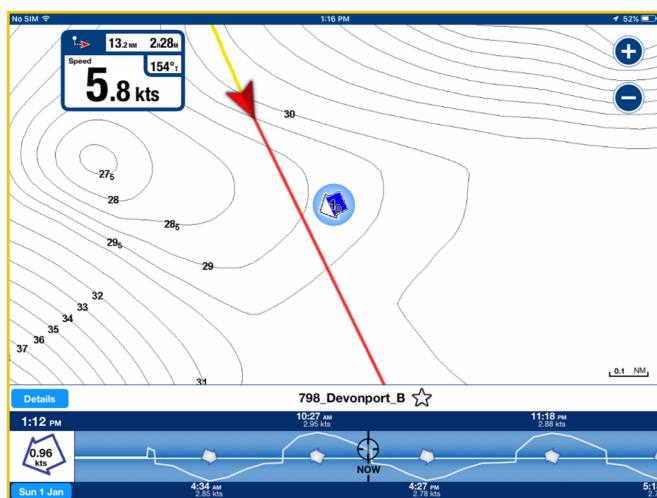 No SIM 1:16 PM 52%
13.2 NM 2H28M
Speed 154°T
5.8 kts
30
27₅
28
28₅
29₅
29
32
33
34
35
36
37
31
0.1 NM
Details 798_Devonport_B
1:12 PM 10:27 AM 11:18 PM
2.95 kts 2.88 kts
0.96
kts
NOW
Sun 1 Jan 4:34 AM 4:27 PM
2.85 kts 2.78 kts